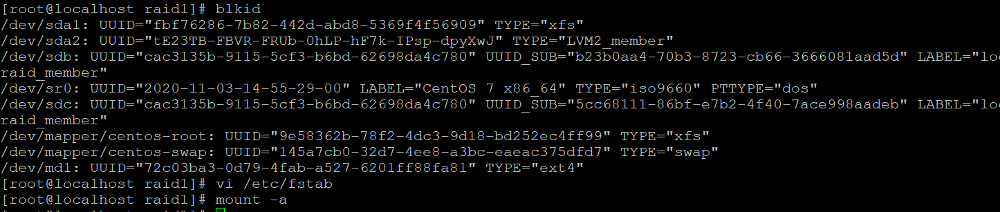 [root@localhost raid1]# blkid
/dev/sda1: UUID="fbf76286-7b82-442d-abd8-5369f4f56909" TYPE="xfs"
/dev/sda2: UUID="tE23TB-FBVR-FRUb-0hLP-hF7k-IPsp-dpyXwJ" TYPE="LVM2_member"
/dev/sdb: UUID="cac3135b-9115-5cf3-b6bd-62698da4c780" UUID_SUB="b23b0aa4-70b3-8723-cb66-3666081aad5d" LABEL="loc
raid_member"
/dev/sr0: UUID="2020-11-03-14-55-29-00" LABEL="CentOS 7 x86_64" TYPE="iso9660" PTTYPE="dos"
/dev/sdc: UUID="cac3135b-9115-5cf3-b6bd-62698da4c780" UUID_SUB="5cc68111-86bf-e7b2-4f40-7ace998aadeb" LABEL="loc
raid_member"
/dev/mapper/centos-root: UUID="9e58362b-78f2-4dc3-9d18-bd252ec4ff99" TYPE="xfs"
/dev/mapper/centos-swap: UUID="145a7cb0-32d7-4ee8-a3bc-eaeac375dfd7" TYPE="swap"
/dev/md1: UUID="72c03ba3-0d79-4fab-a527-6201ff88fa81" TYPE="ext4"
[root@localhost raid1]# vi /etc/fstab
[root@localhost raid1]# mount -a